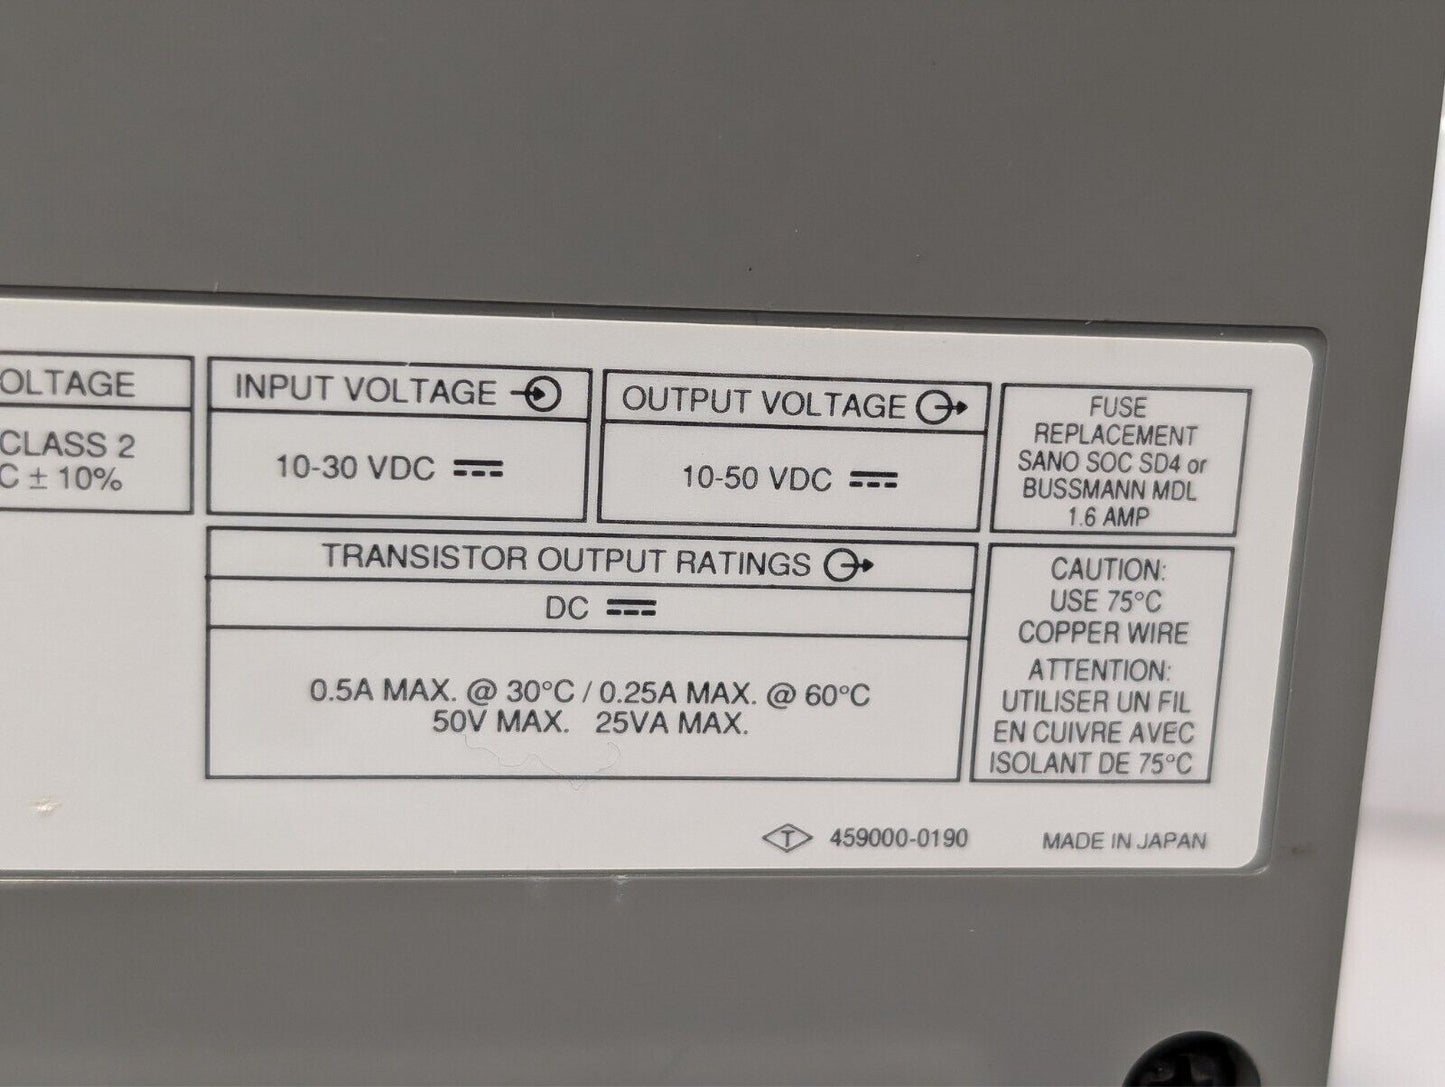 OLTAGE
CLASS 2
C ± 10%
INPUT VOLTAGE
10-30 VDC
OUTPUT VOLTAGE
10-50 VDC
FUSE
REPLACEMENT
SANO SOC SD4 or
BUSSMANN MDL
1.6 AMP
TRANSISTOR OUTPUT RATINGS
DC
0.5A MAX. @ 30°C / 0.25A MAX. @ 60°C
50V MAX. 25VA MAX.
CAUTION:
USE 75°C
COPPER WIRE
ATTENTION:
UTILISER UN FIL
EN CUIVRE AVEC
ISOLANT DE 75°C
T 459000-0190
MADE IN JAPAN